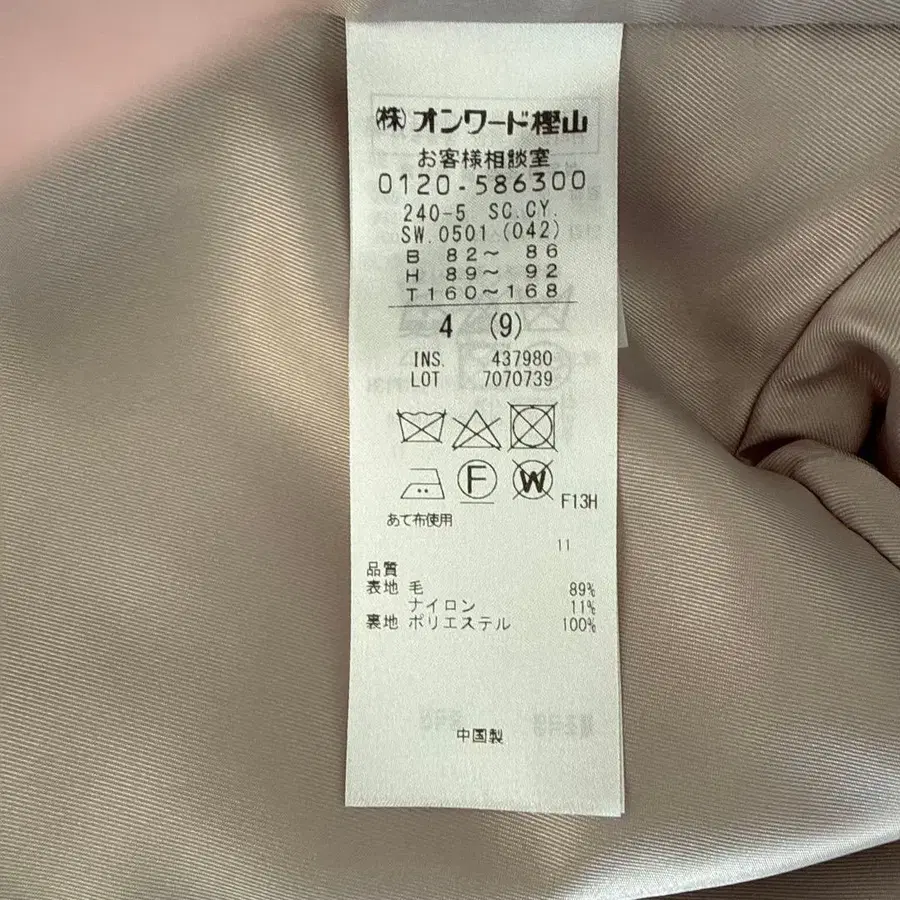 ㈱オンワード樫山
お客様相談室
0120-586300
240-5 SC.CY.
SW.0501(042)
B 82～ 86
H 89～ 92
T160～168
4 (9)
INS. 437980
LOT 7070739
F W F13H
あて布使用
11
品質
表地 毛 89%
ナイロン 11%
裏地 ポリエステル 100%
中国製